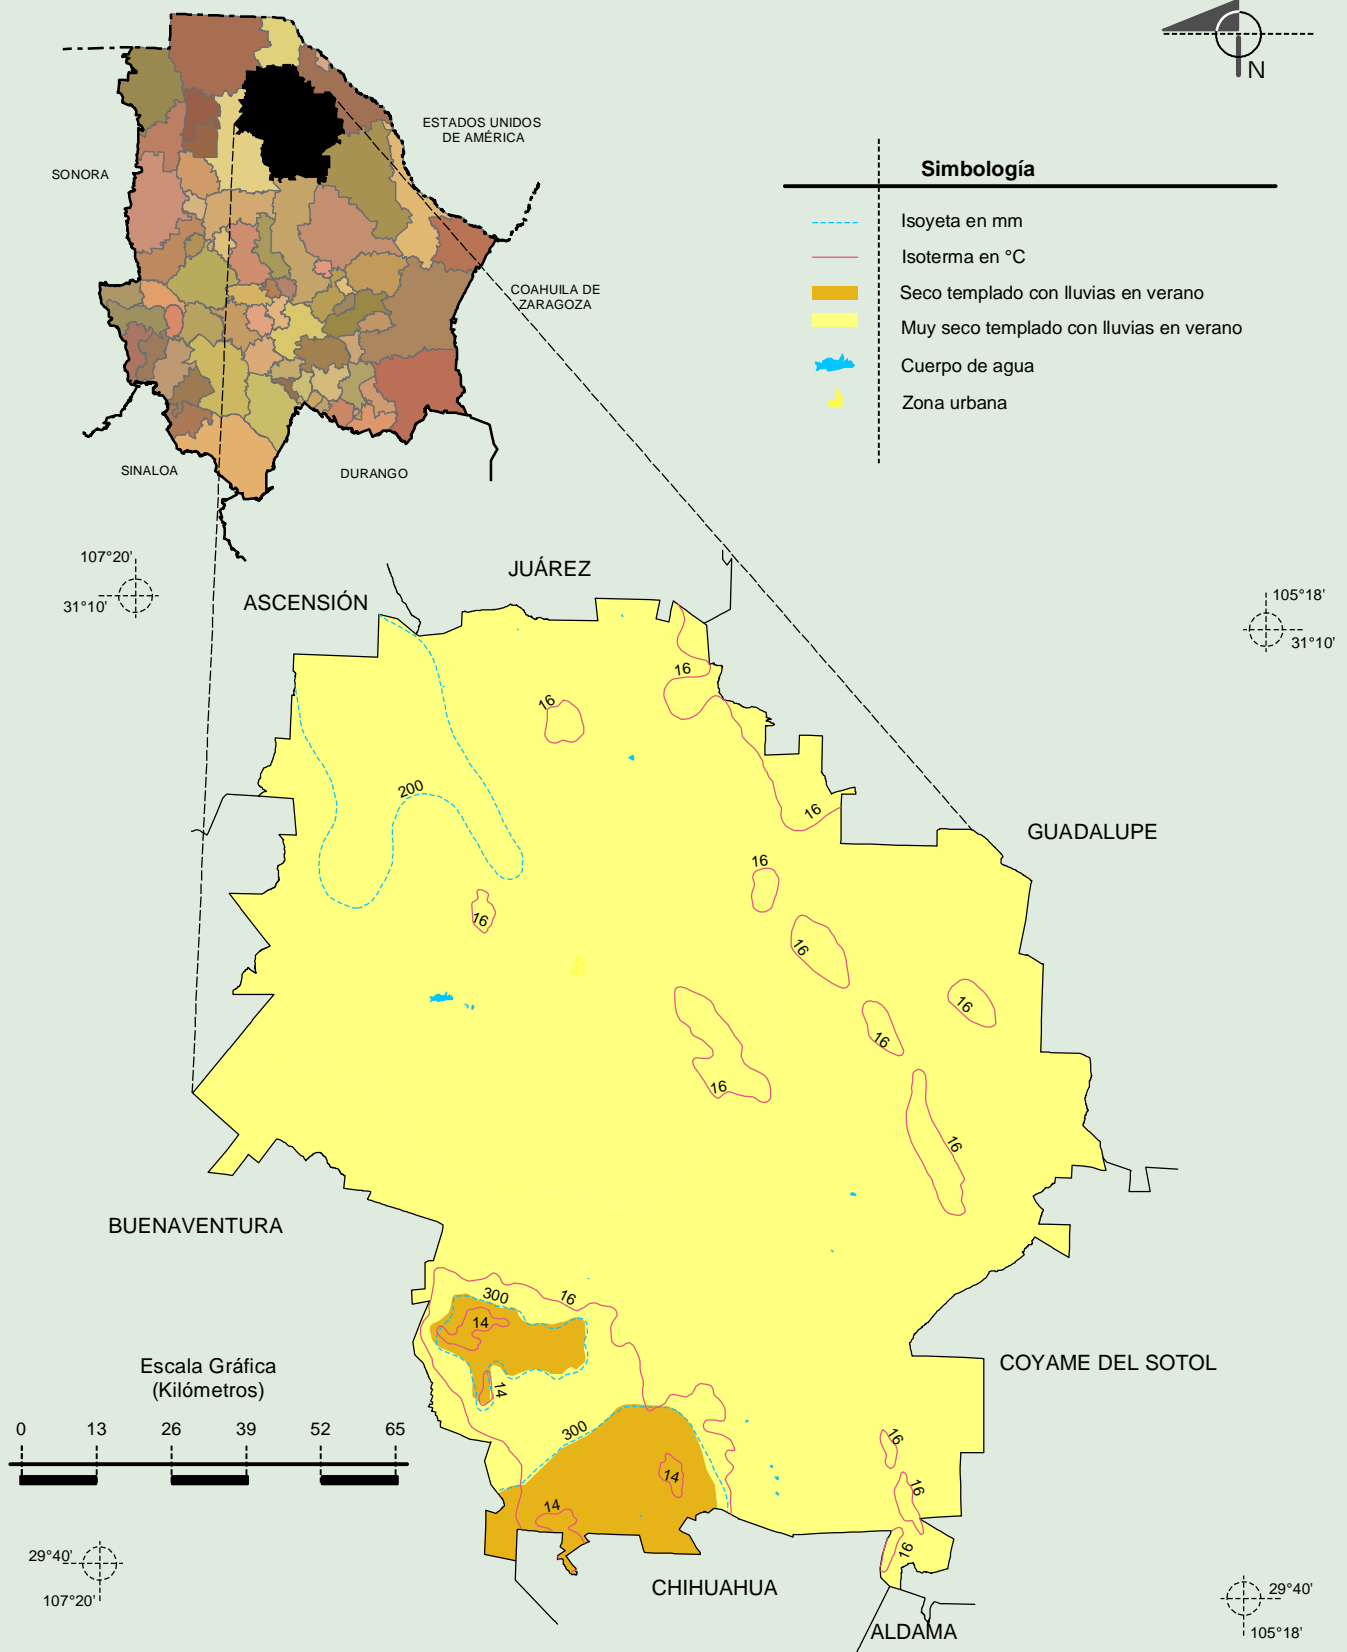 N
ESTADOS UNIDOS
DE AMÉRICA
SONORA
COAHUILA DE
ZARAGOZA
SINALOA
DURANGO
Simbología
Isoyeta en mm
Isoterma en °C
Seco templado con lluvias en verano
Muy seco templado con lluvias en verano
Cuerpo de agua
Zona urbana
107°20'
31°10'
105°18'
31°10'
JUÁREZ
ASCENSIÓN
16
16
200
16
GUADALUPE
16
16
16
16
16
16
16
BUENAVENTURA
300
16
14
14
COYAME DEL SOTOL
Escala Gráfica
(Kilómetros)
0 13 26 39 52 65
300
16
14
16
14
16
29°40'
107°20'
CHIHUAHUA
ALDAMA
29°40'
105°18'